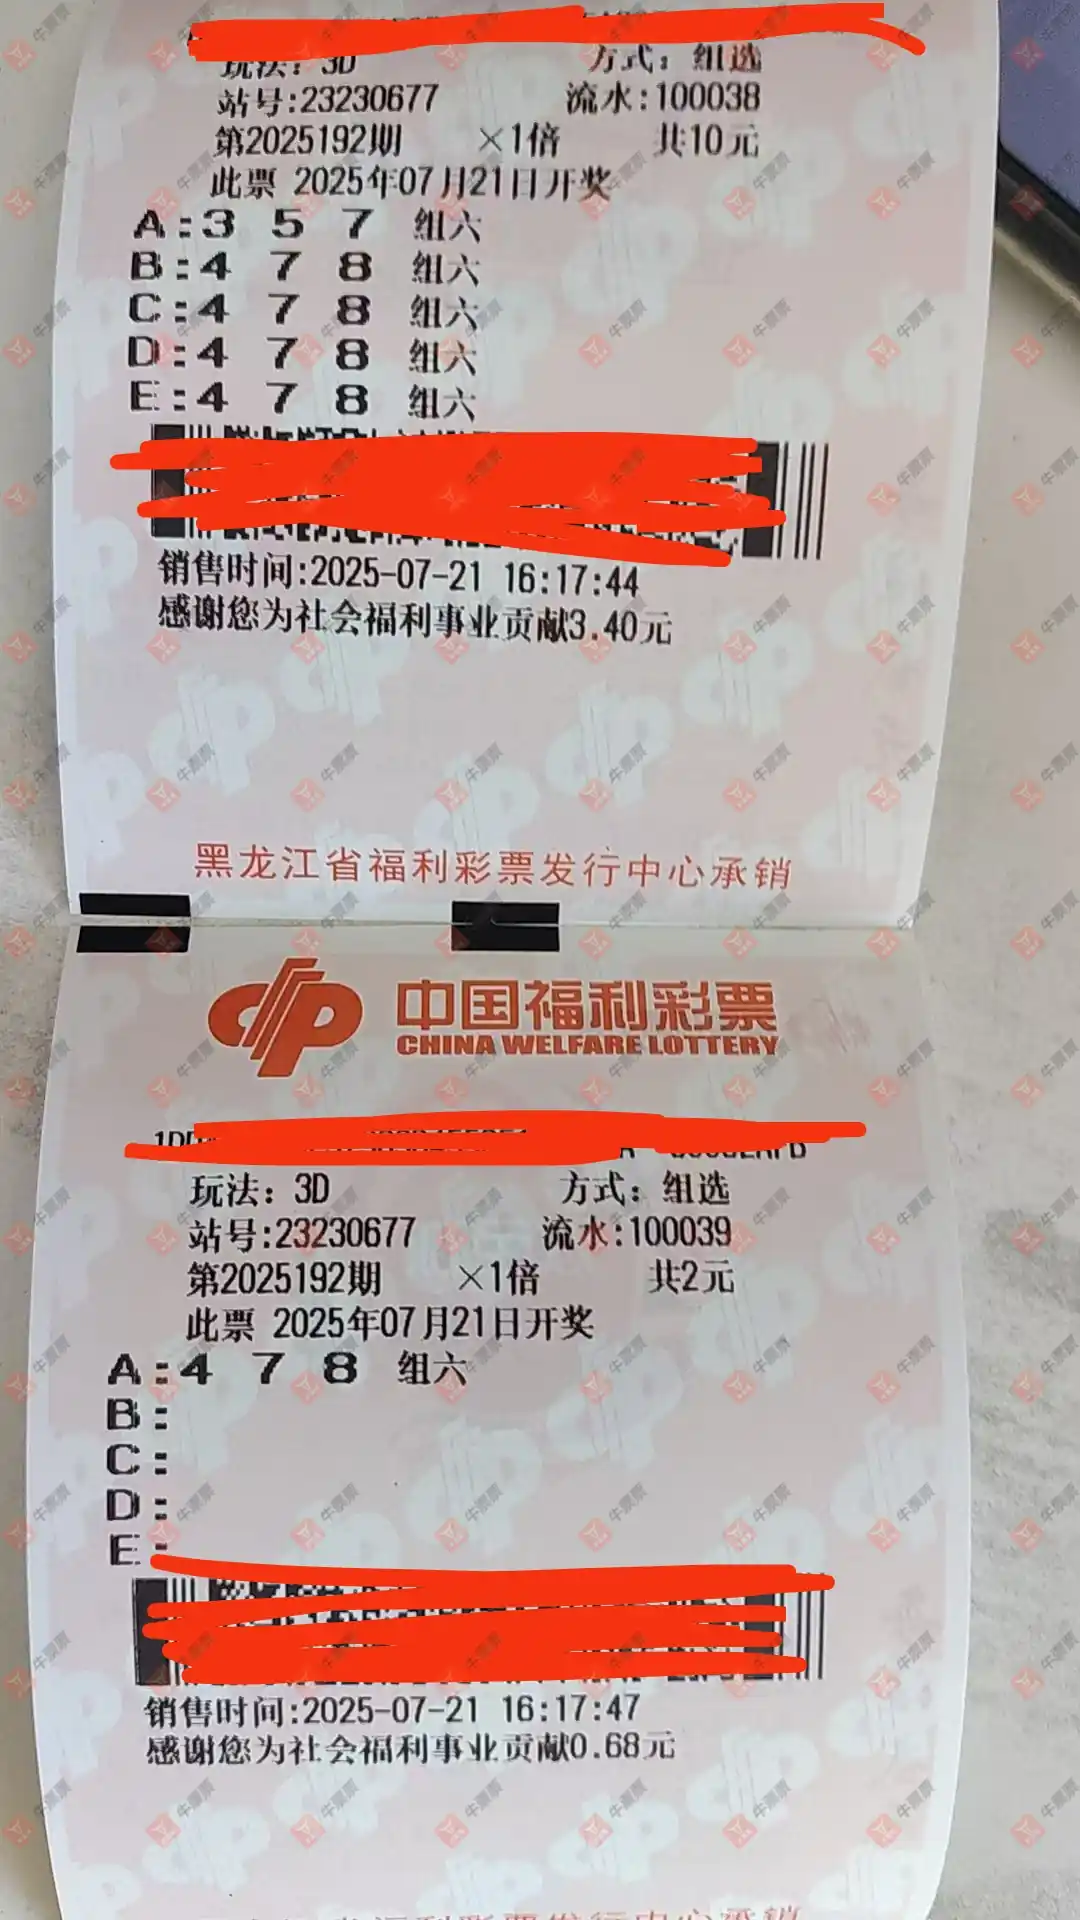 玩法: 3D 方式: 组选
站号:23230677 流水:100038
第2025192期 ×1倍 共10元
此票 2025年07月21日开奖
A:3 5 7 组六
B:4 7 8 组六
C:4 7 8 组六
D:4 7 8 组六
E:4 7 8 组六
销售时间:2025-07-21 16:17:44
感谢您为社会福利事业贡献3.40元
黑龙江省福利彩票发行中心承销
中国福利彩票
CHINA WELFARE LOTTERY
玩法: 3D 方式: 组选
站号:23230677 流水:100039
第2025192期 ×1倍 共2元
此票 2025年07月21日开奖
A:4 7 8 组六
B:
C:
D:
E:
销售时间:2025-07-21 16:17:47
感谢您为社会福利事业贡献0.68元
牛票票